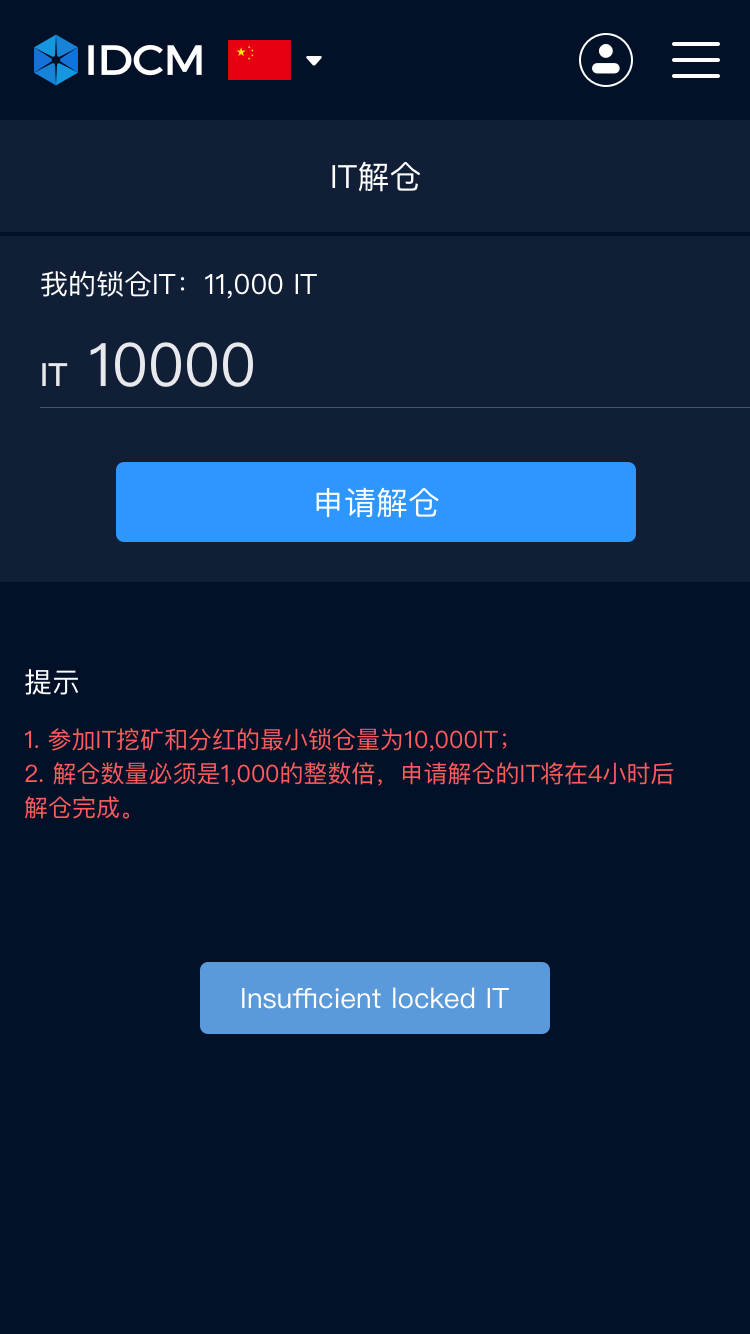 IDCM
IT解仓
我的锁仓IT：11,000 IT
IT 10000
申请解仓
提示
1. 参加IT挖矿和分红的最小锁仓量为10,000IT；
2. 解仓数量必须是1,000的整数倍，申请解仓的IT将在4小时后
解仓完成。
Insufficient locked IT